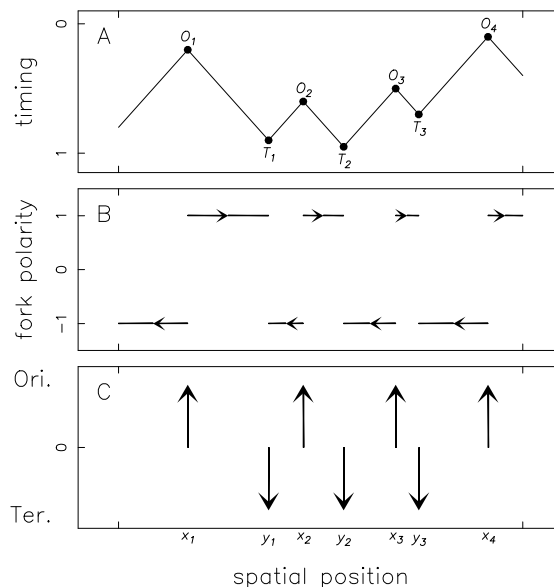 A
0
1
timing
O1
O2
O3
O4
T1
T2
T3
B
1
0
−1
fork polarity
C
Ori.
0
Ter.
x1 y1 x2 y2 x3 y3 x4
spatial position